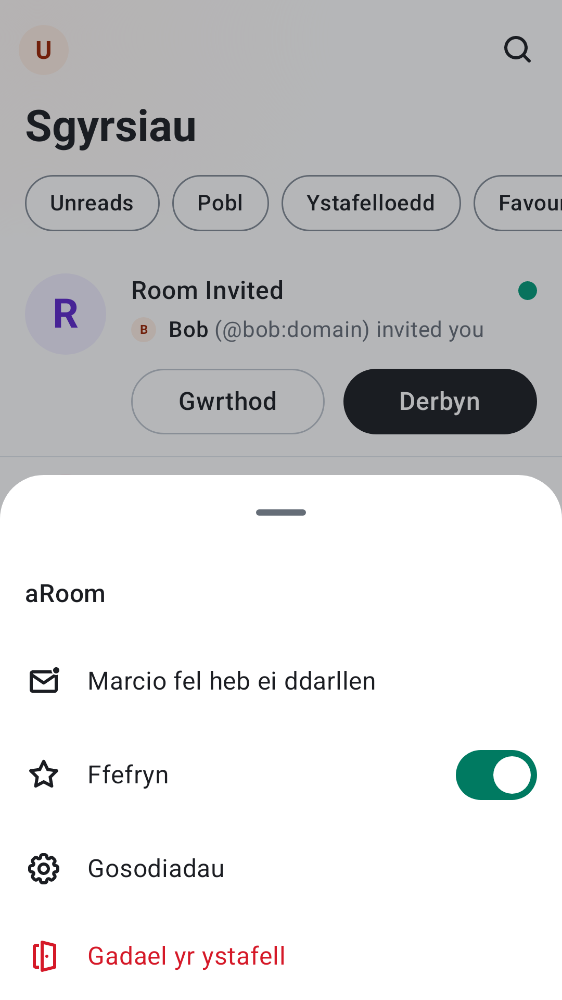 U
Sgyrsiau
Unreads
Pobl
Ystafelloedd
Favour
R
Room Invited
B
Bob (@bob:domain) invited you
Gwrthod
Derbyn
aRoom
Marcio fel heb ei ddarllen
Ffefryn
Gosodiadau
Gadael yr ystafell